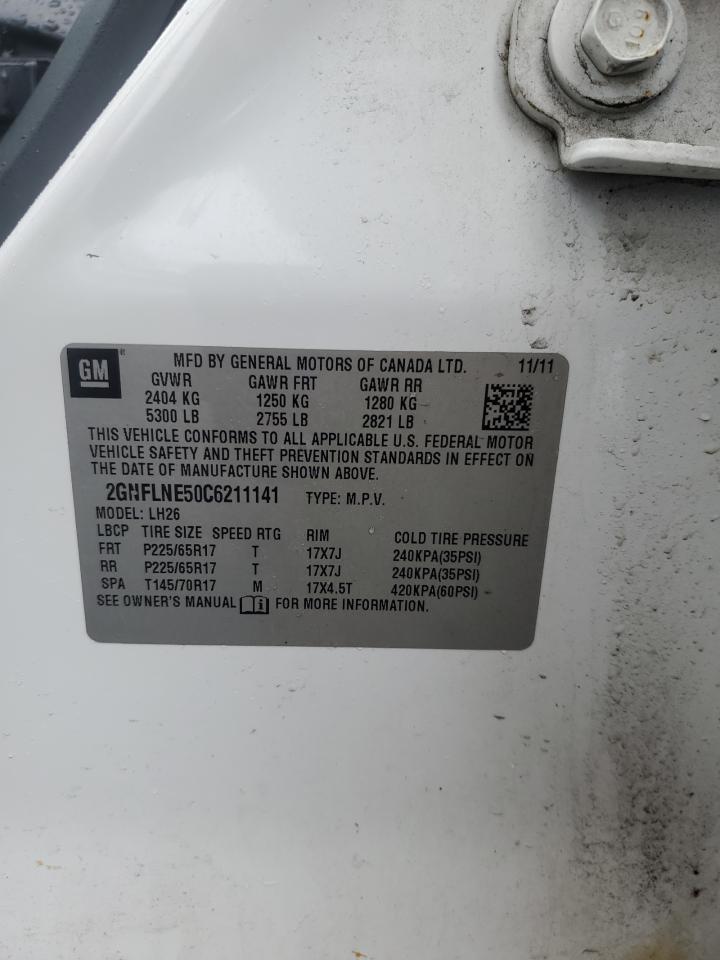 GM ® MFD BY GENERAL MOTORS OF CANADA LTD. 11/11
GVWR GAWR FRT GAWR RR
2404 KG 1250 KG 1280 KG
5300 LB 2755 LB 2821 LB
THIS VEHICLE CONFORMS TO ALL APPLICABLE U.S. FEDERAL MOTOR
VEHICLE SAFETY AND THEFT PREVENTION STANDARDS IN EFFECT ON
THE DATE OF MANUFACTURE SHOWN ABOVE.
2GNFLNE50C6211141 TYPE: M.P.V.
MODEL: LH26
LBCP TIRE SIZE SPEED RTG RIM COLD TIRE PRESSURE
FRT P225/65R17 T 17X7J 240KPA(35PSI)
RR P225/65R17 T 17X7J 240KPA(35PSI)
SPA T145/70R17 M 17X4.5T 420KPA(60PSI)
SEE OWNER'S MANUAL FOR MORE INFORMATION.